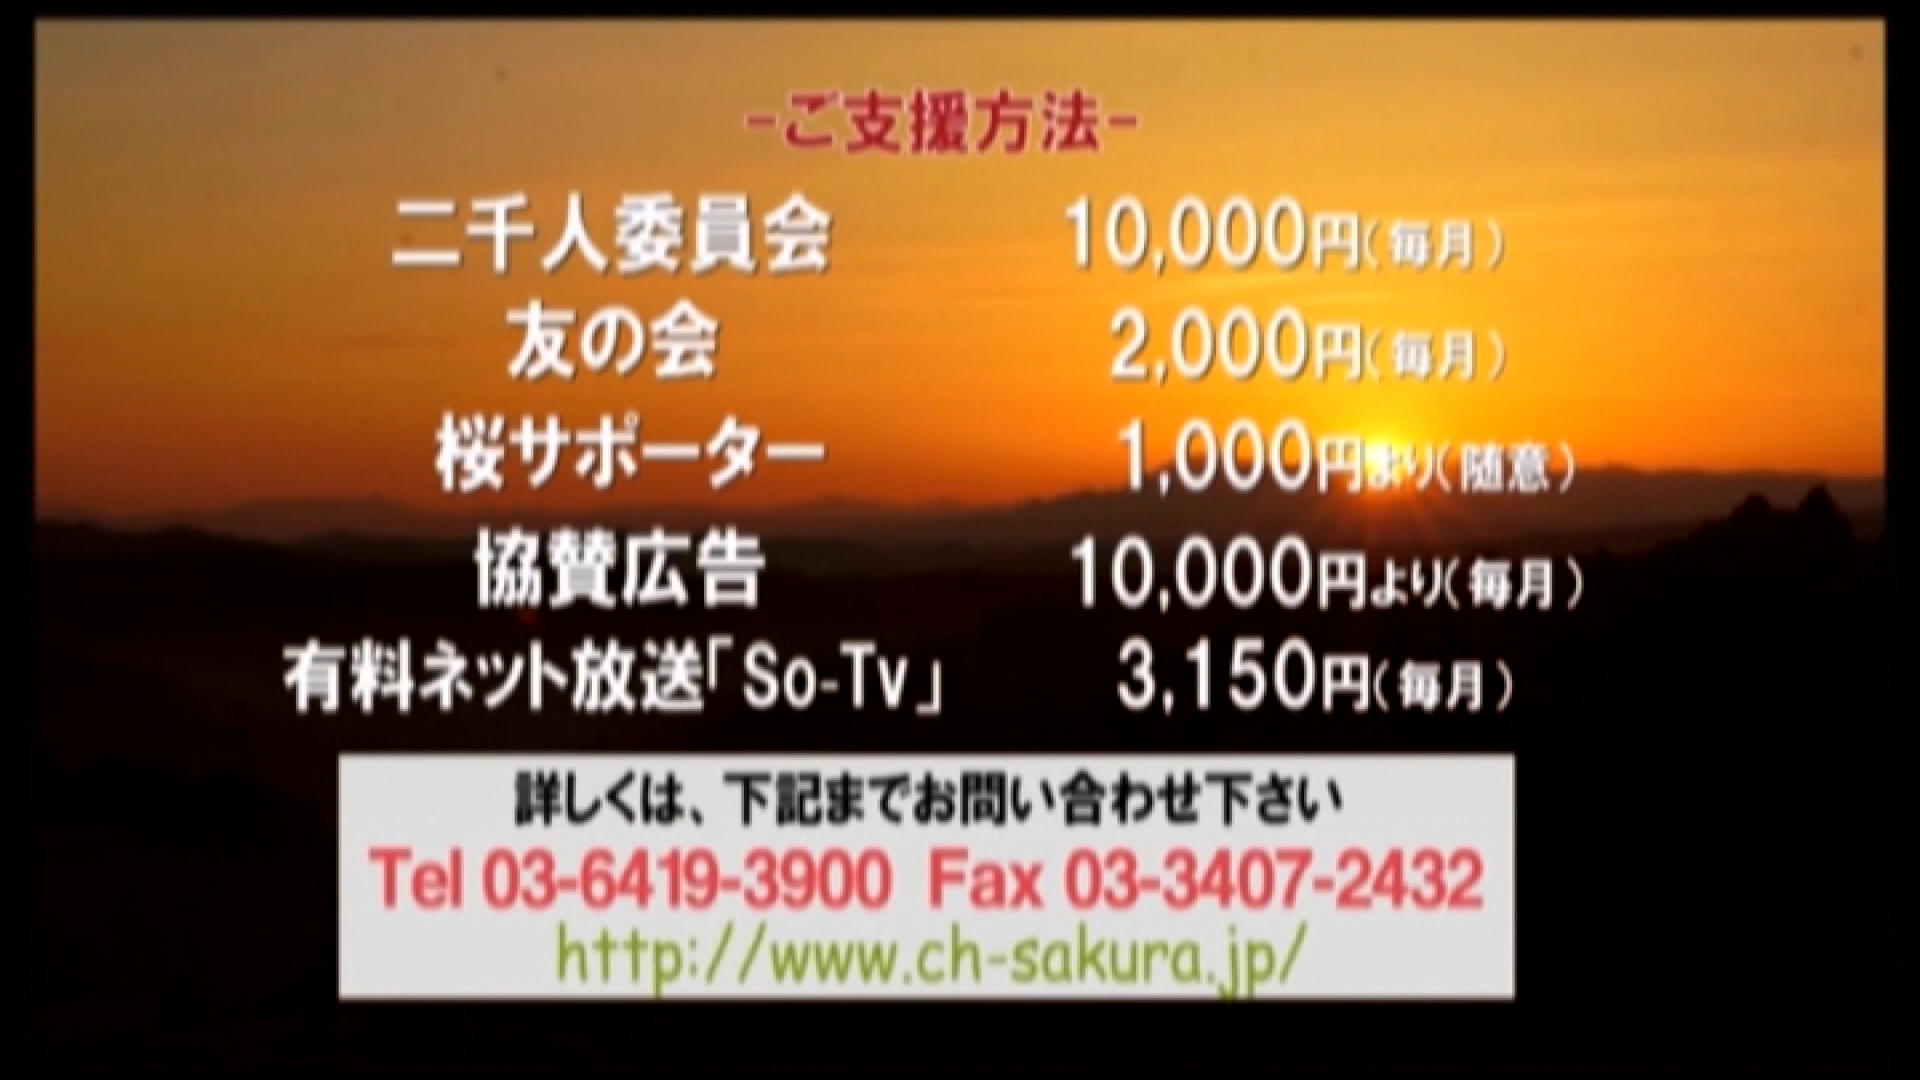 -ご支援方法-
二千人委員会 10,000円(毎月)
友の会 2,000円(毎月)
桜サポーター 1,000円より(随意)
協賛広告 10,000円より(毎月)
有料ネット放送「So-Tv」 3,150円(毎月)
詳しくは、下記までお問い合わせ下さい
Tel 03-6419-3900 Fax 03-3407-2432
http://www.ch-sakura.jp/